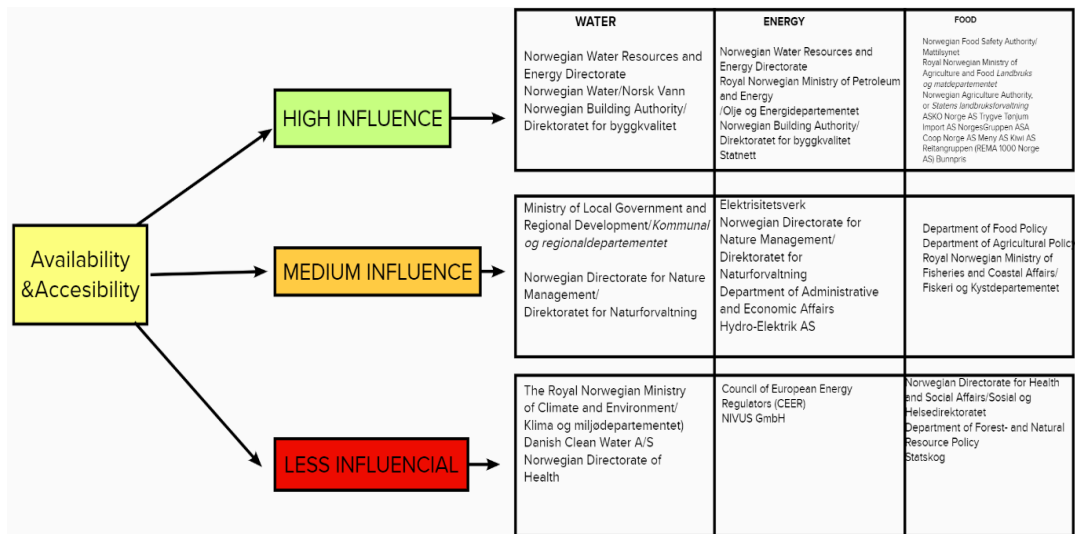 WATER
ENERGY
FOOD
HIGH INFLUENCE
Norwegian Water Resources and
Energy Directorate
Norwegian Water/Norsk Vann
Norwegian Building Authority/
Direktoratet for byggkvalitet
Norwegian Water Resources and
Energy Directorate
Royal Norwegian Ministry of Petroleum
and Energy
/Olje og Energidepartementet
Norwegian Building Authority/
Direktoratet for byggkvalitet
Statnett
Norwegian Food Safety Authority/
Mattilsynet
Royal Norwegian Ministry of
Agriculture and Food Landbruks
og matdepartementet
Norwegian Agriculture Authority,
or Statens landbruksforvaltning
ASKO Norge AS Trygve Tønjum
Import AS NorgesGruppen ASA
Coop Norge AS Meny AS Kiwi AS
Reitangruppen (REMA 1000 Norge
AS) Bunnpris
Availability
&Accesibility
MEDIUM INFLUENCE
Ministry of Local Government and
Regional Development/Kommunal
og regionaldepartementet
Norwegian Directorate for Nature
Management/
Direktoratet for Naturforvaltning
Elektrisitetsverk
Norwegian Directorate for
Nature Management/
Direktoratet for
Naturforvaltning
Department of Administrative
and Economic Affairs
Hydro-Elektrik AS
Department of Food Policy
Department of Agricultural Policy
Royal Norwegian Ministry of
Fisheries and Coastal Affairs/
Fiskeri og Kystdepartementet
LESS INFLUENCIAL
The Royal Norwegian Ministry
of Climate and Environment/
Klima og miljødepartementet)
Danish Clean Water A/S
Norwegian Directorate of
Health
Council of European Energy
Regulators (CEER)
NIVUS GmbH
Norwegian Directorate for Health
and Social Affairs/Sosial og
Helsedirektoratet
Department of Forest- and Natural
Resource Policy
Statskog